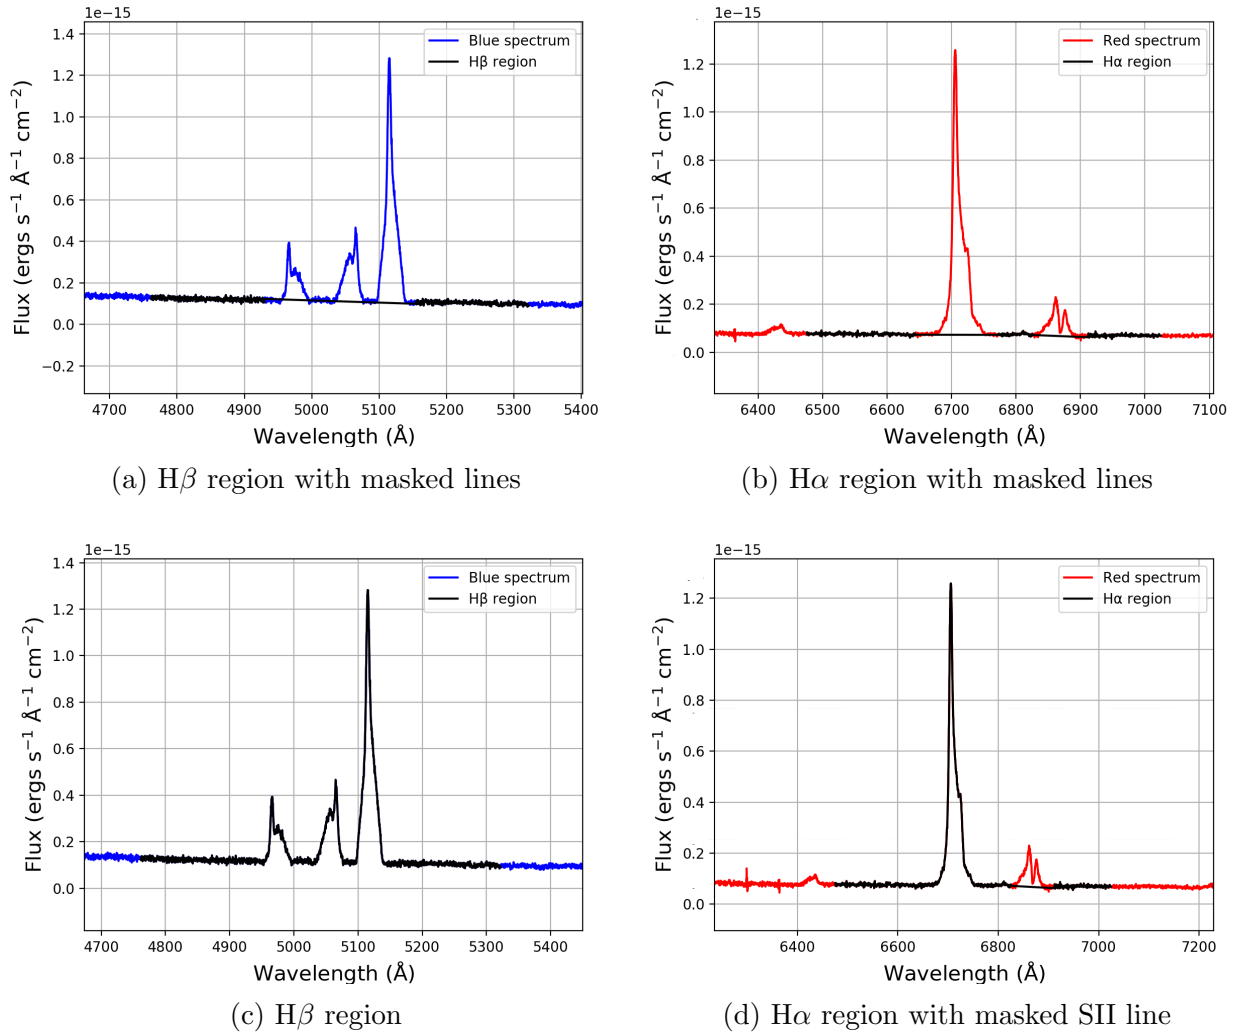 1e−15
1.4
1.2
1.0
0.8
0.6
0.4
0.2
0.0
−0.2
Flux (ergs s⁻¹ Å⁻¹ cm⁻²)
Blue spectrum
Hβ region
4700 4800 4900 5000 5100 5200 5300 5400
Wavelength (Å)
(a) Hβ region with masked lines
1e−15
1.2
1.0
0.8
0.6
0.4
0.2
0.0
Flux (ergs s⁻¹ Å⁻¹ cm⁻²)
Red spectrum
Hα region
6400 6500 6600 6700 6800 6900 7000 7100
Wavelength (Å)
(b) Hα region with masked lines
1e−15
1.4
1.2
1.0
0.8
0.6
0.4
0.2
0.0
Flux (ergs s⁻¹ Å⁻¹ cm⁻²)
Blue spectrum
Hβ region
4700 4800 4900 5000 5100 5200 5300 5400
Wavelength (Å)
(c) Hβ region
1e−15
1.2
1.0
0.8
0.6
0.4
0.2
0.0
Flux (ergs s⁻¹ Å⁻¹ cm⁻²)
Red spectrum
Hα region
6400 6600 6800 7000 7200
Wavelength (Å)
(d) Hα region with masked SII line